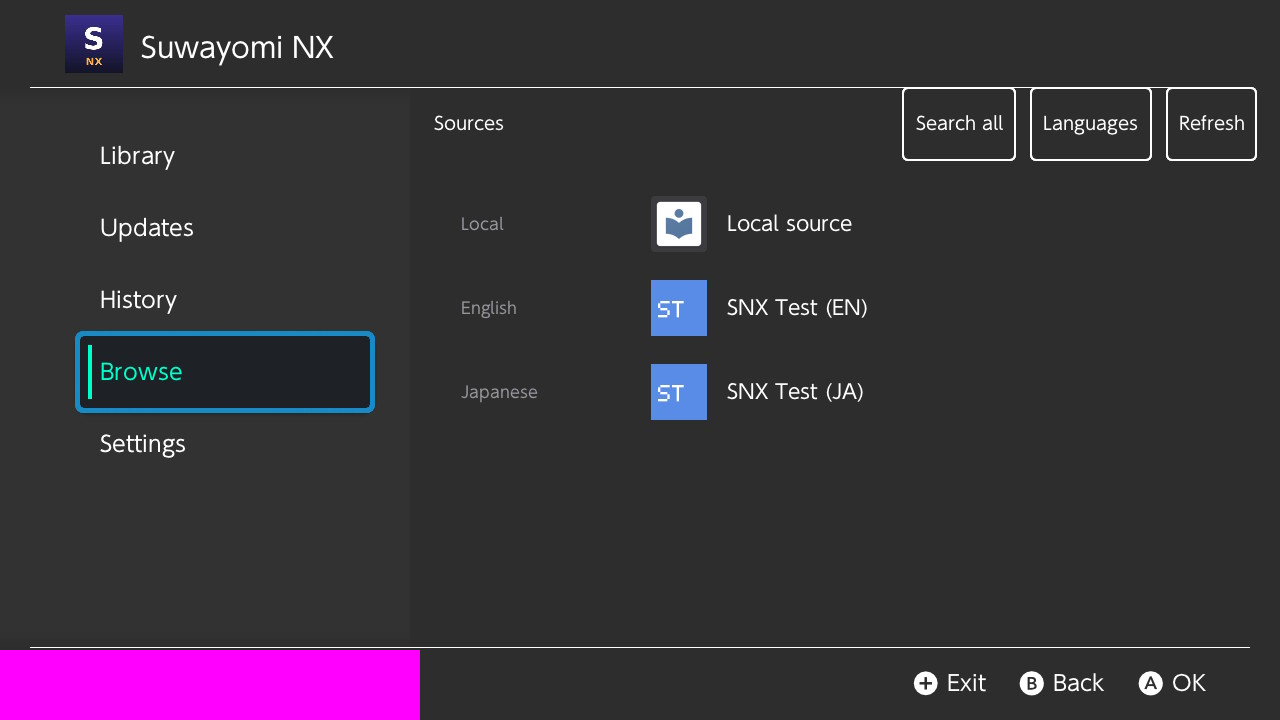 S
NX
Suwayomi NX
Library
Updates
History
Browse
Settings
Sources
Search all
Languages
Refresh
Local
Local source
English
ST
SNX Test (EN)
Japanese
ST
SNX Test (JA)
+ Exit
B Back
A OK